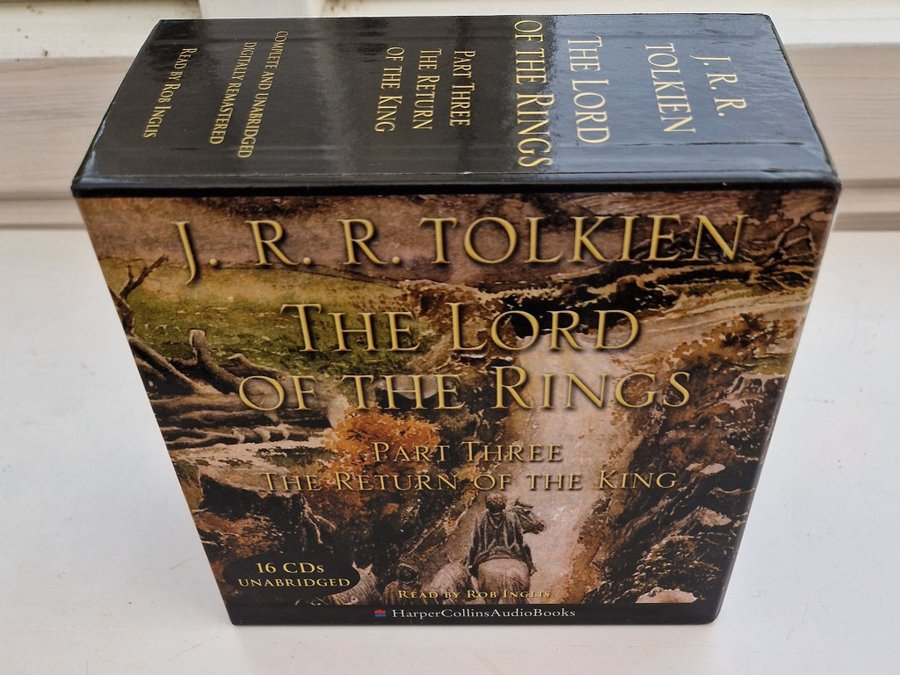 J. R. R.
TOLKIEN
THE LORD
OF THE RINGS
PART THREE
THE RETURN
OF THE KING
COMPLETE AND UNABRIDGED
DIGITALLY REMASTERED
READ BY ROB INGLIS
J. R. R. TOLKIEN
THE LORD
OF THE RINGS
PART THREE
THE RETURN OF THE KING
16 CDs
UNABRIDGED
READ BY ROB INGLIS
HarperCollinsAudioBooks